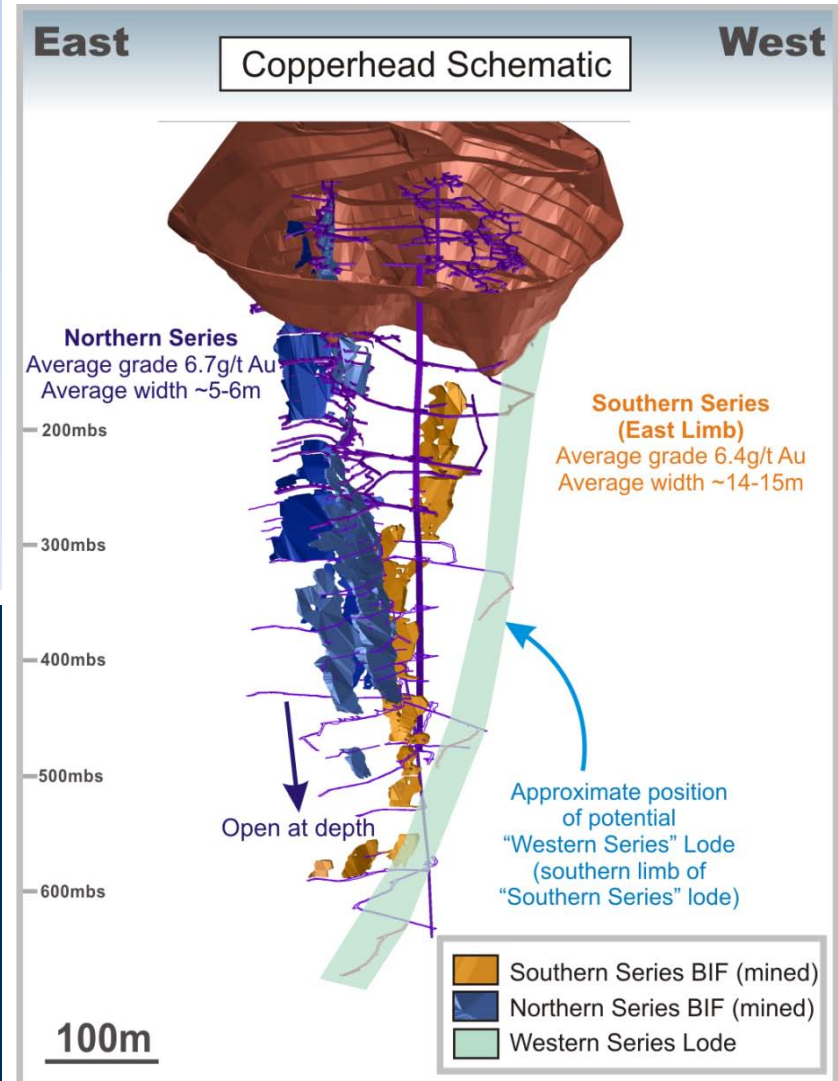 East
West
Copperhead Schematic
Northern Series
Average grade 6.7g/t Au
Average width ~5-6m
Southern Series
(East Limb)
Average grade 6.4g/t Au
Average width ~14-15m
200mbs
300mbs
400mbs
500mbs
600mbs
Open at depth
Approximate position
of potential
“Western Series” Lode
(southern limb of
“Southern Series” lode)
Southern Series BIF (mined)
Northern Series BIF (mined)
Western Series Lode
100m